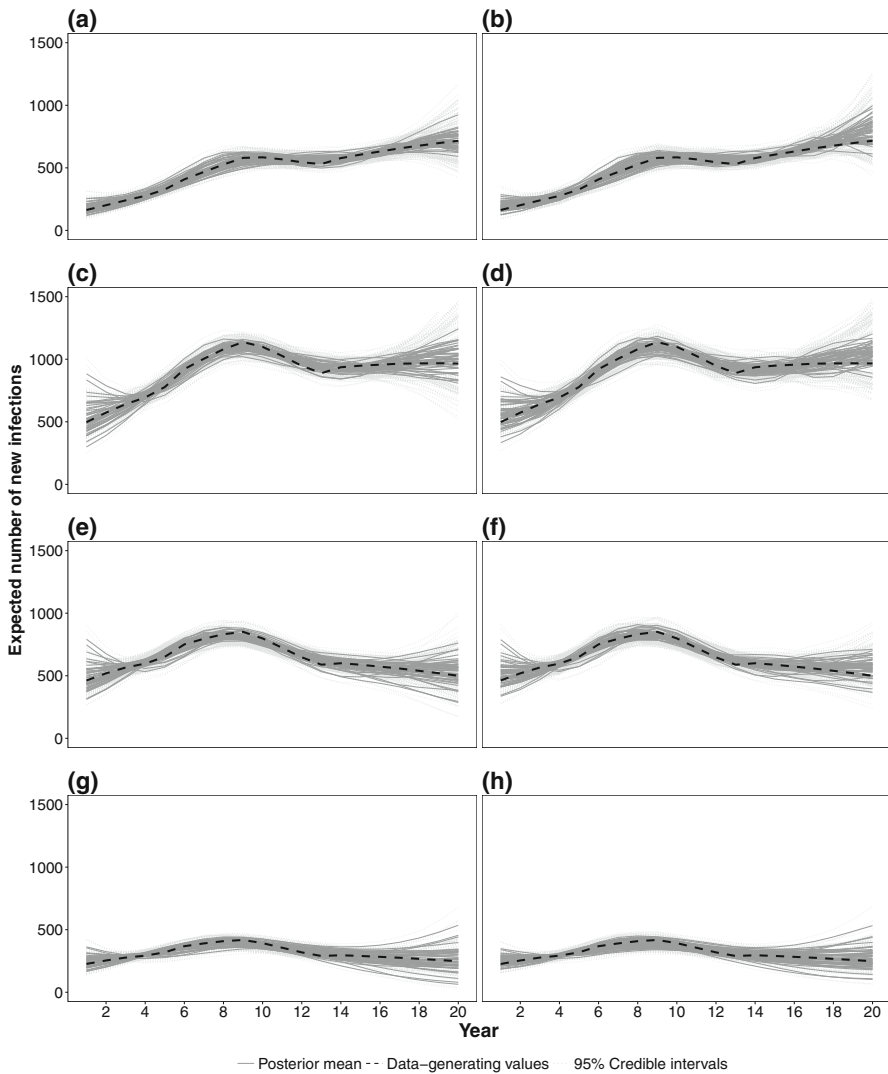 (a) (b)
1500
1000
500
0
(c) (d)
1500
1000
500
0
Expected number of new infections
(e) (f)
1500
1000
500
0
(g) (h)
1500
1000
500
0
2 4 6 8 10 12 14 16 18 20 2 4 6 8 10 12 14 16 18 20
Year
Posterior mean Data-generating values 95% Credible intervals